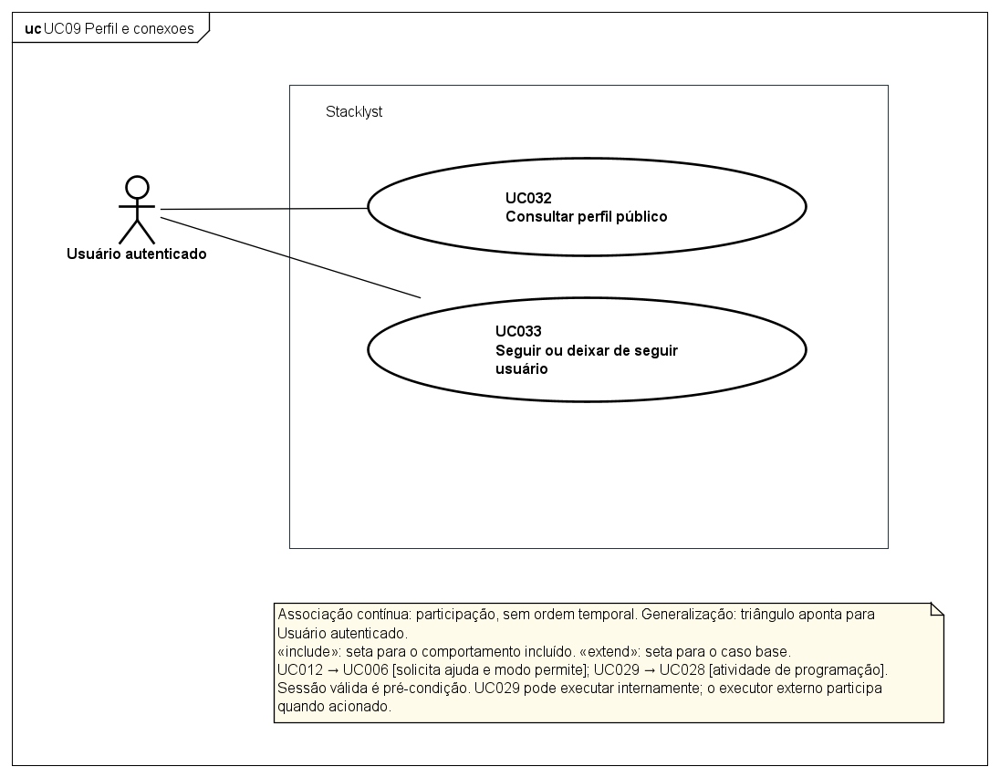 uc UC09 Perfil e conexoes
Stacklyst
UC032
Consultar perfil público
Usuário autenticado
UC033
Seguir ou deixar de seguir
usuário
Associação contínua: participação, sem ordem temporal. Generalização: triângulo aponta para
Usuário autenticado.
«include»: seta para o comportamento incluído. «extend»: seta para o caso base.
UC012 → UC006 [solicita ajuda e modo permite]; UC029 → UC028 [atividade de programação].
Sessão válida é pré-condição. UC029 pode executar internamente; o executor externo participa
quando acionado.